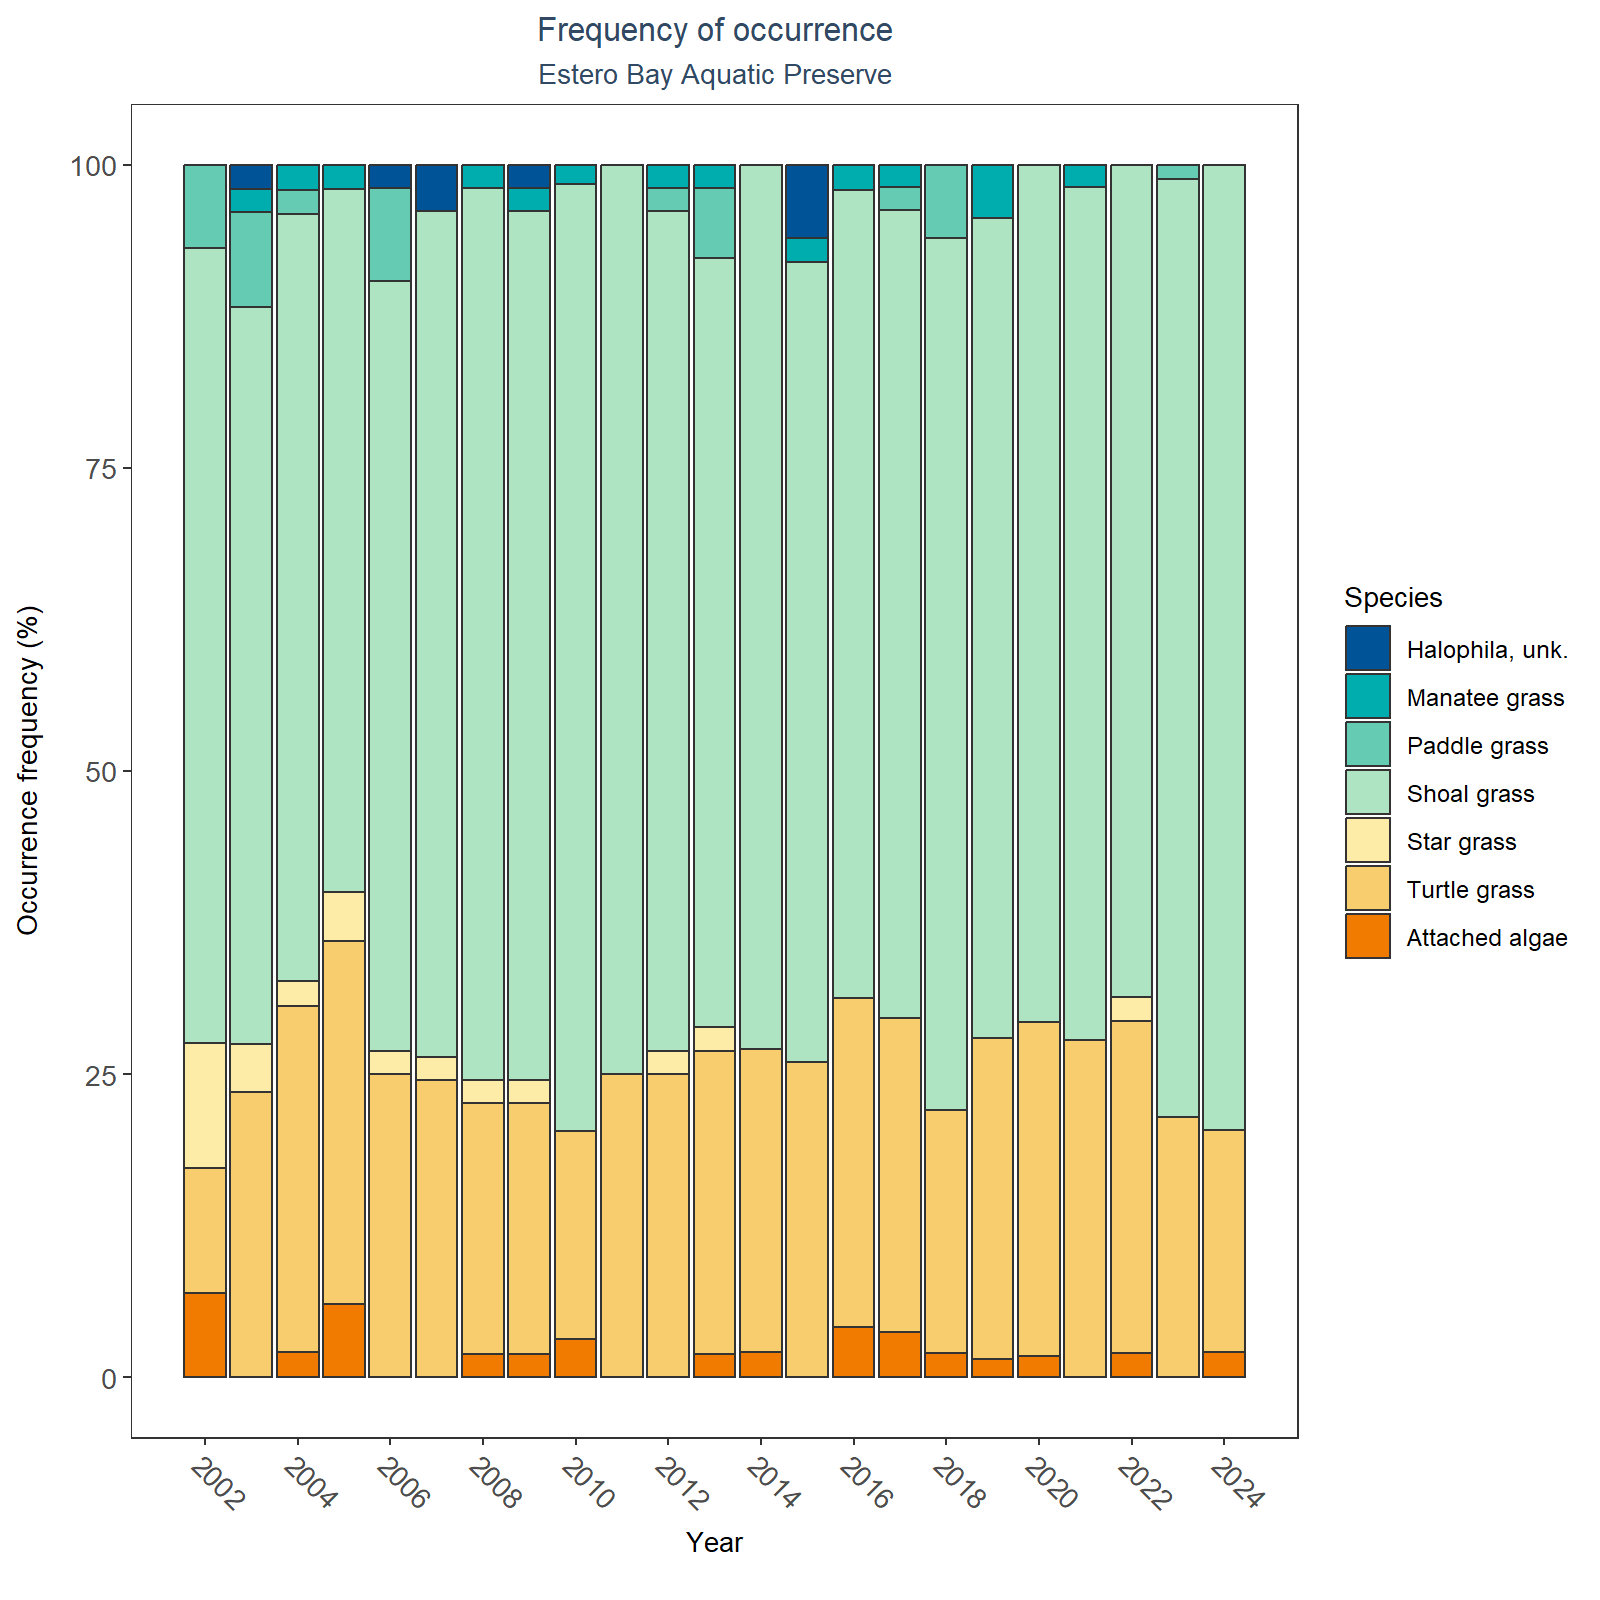 Frequency of occurrence
Estero Bay Aquatic Preserve
Occurrence frequency (%)
100
75
50
25
0
2002 2004 2006 2008 2010 2012 2014 2016 2018 2020 2022 2024
Year
Species
Halophila, unk.
Manatee grass
Paddle grass
Shoal grass
Star grass
Turtle grass
Attached algae